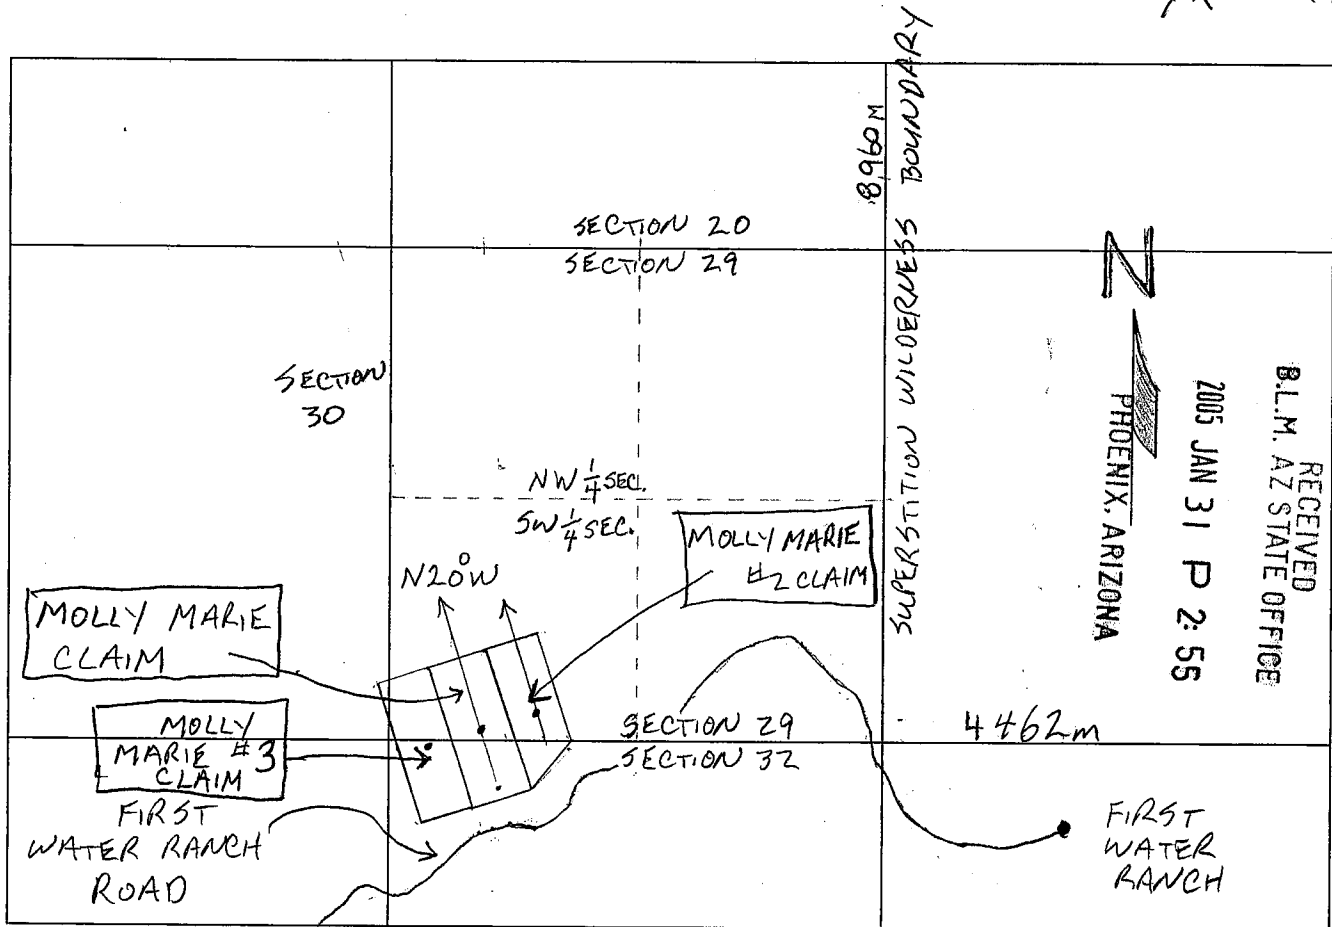 SUPERSTITION WILDERNESS BOUNDARY
8960M
SECTION 20
SECTION 29
SECTION
30
NW 1/4 SEC.
SW 1/4 SEC.
N20°W
MOLLY MARIE
#2 CLAIM
MOLLY MARIE
CLAIM
MOLLY
MARIE #3
CLAIM
FIRST
WATER RANCH
ROAD
SECTION 29
SECTION 32
4462m
FIRST
WATER
RANCH
N
RECEIVED
B.L.M. AZ STATE OFFICE
2005 JAN 31 P 2:55
PHOENIX, ARIZONA